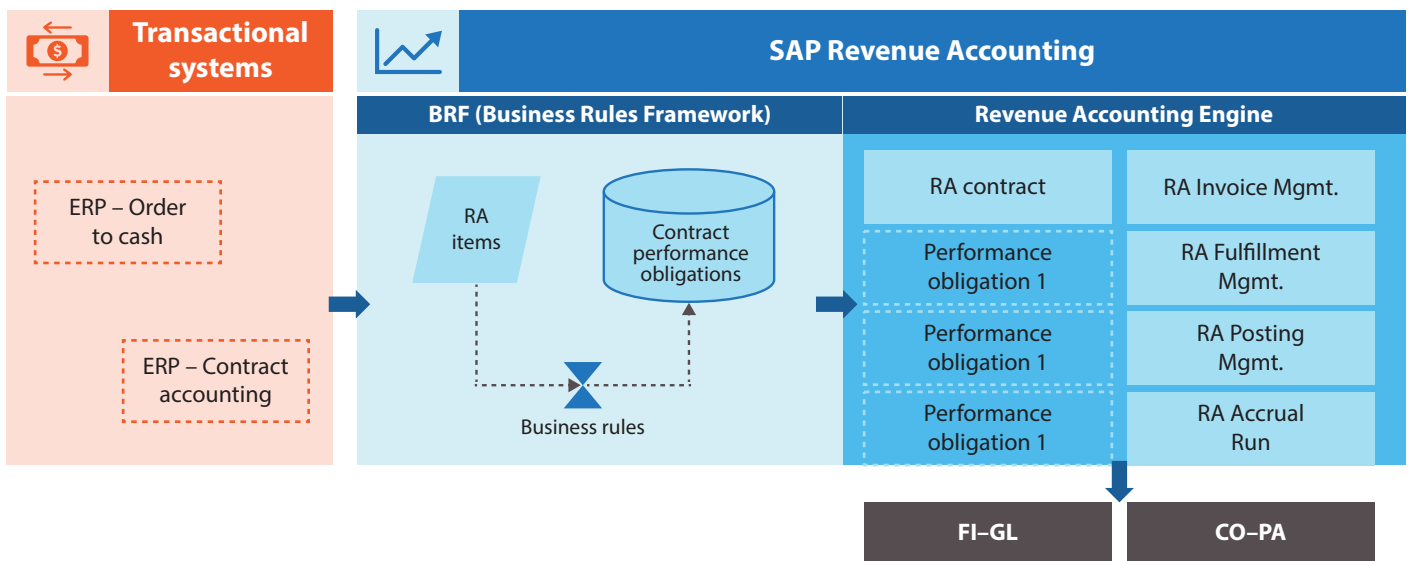 Transactional
systems
SAP Revenue Accounting
BRF (Business Rules Framework)
Revenue Accounting Engine
ERP – Order
to cash
ERP – Contract
accounting
RA
items
Contract
performance
obligations
Business rules
RA contract
RA Invoice Mgmt.
Performance
obligation 1
RA Fulfillment
Mgmt.
Performance
obligation 1
RA Posting
Mgmt.
Performance
obligation 1
RA Accrual
Run
FI–GL
CO–PA
$